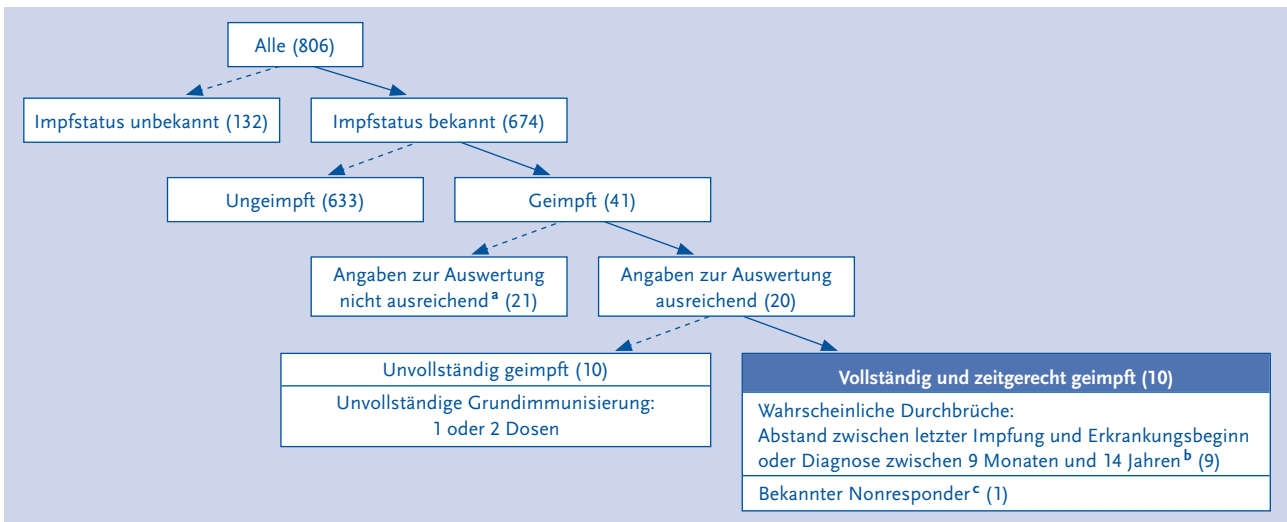 Alle (806)
Impfstatus unbekannt (132)
Impfstatus bekannt (674)
Ungeimpft (633)
Geimpft (41)
Angaben zur Auswertung
nicht ausreichend a (21)
Angaben zur Auswertung
ausreichend (20)
Unvollständig geimpft (10)
Unvollständige Grundimmunisierung:
1 oder 2 Dosen
Vollständig und zeitgerecht geimpft (10)
Wahrscheinliche Durchbrüche:
Abstand zwischen letzter Impfung und Erkrankungsbeginn
oder Diagnose zwischen 9 Monaten und 14 Jahren b (9)
Bekannter Nonresponder c (1)